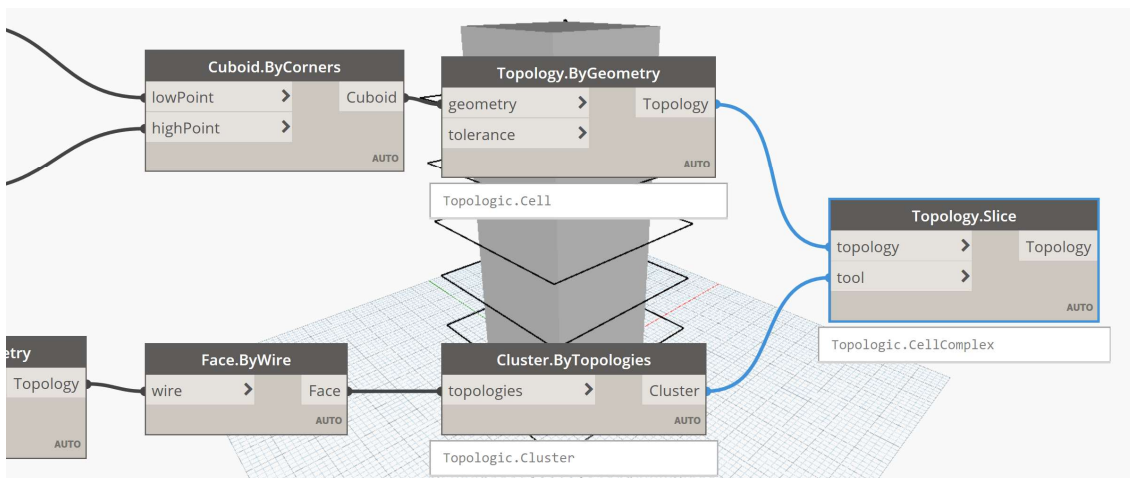 Cuboid.ByCorners
lowPoint >
Cuboid
highPoint >
AUTO
Topology.ByGeometry
geometry >
Topology
tolerance >
AUTO
Topologic.Cell
Topology.Slice
topology >
Topology
tool >
AUTO
Topologic.CellComplex
etry
Topology
AUTO
Face.ByWire
wire >
Face
AUTO
Cluster.ByTopologies
topologies >
Cluster
AUTO
Topologic.Cluster